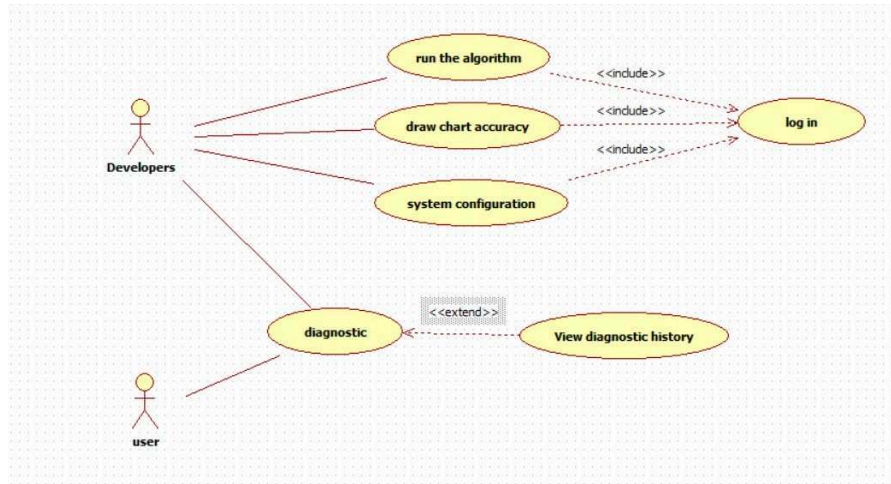 run the algorithm
<<include>>
draw chart accuracy
<<include>>
log in
Developers
<<include>>
system configuration
<<extend>>
diagnostic
View diagnostic history
user